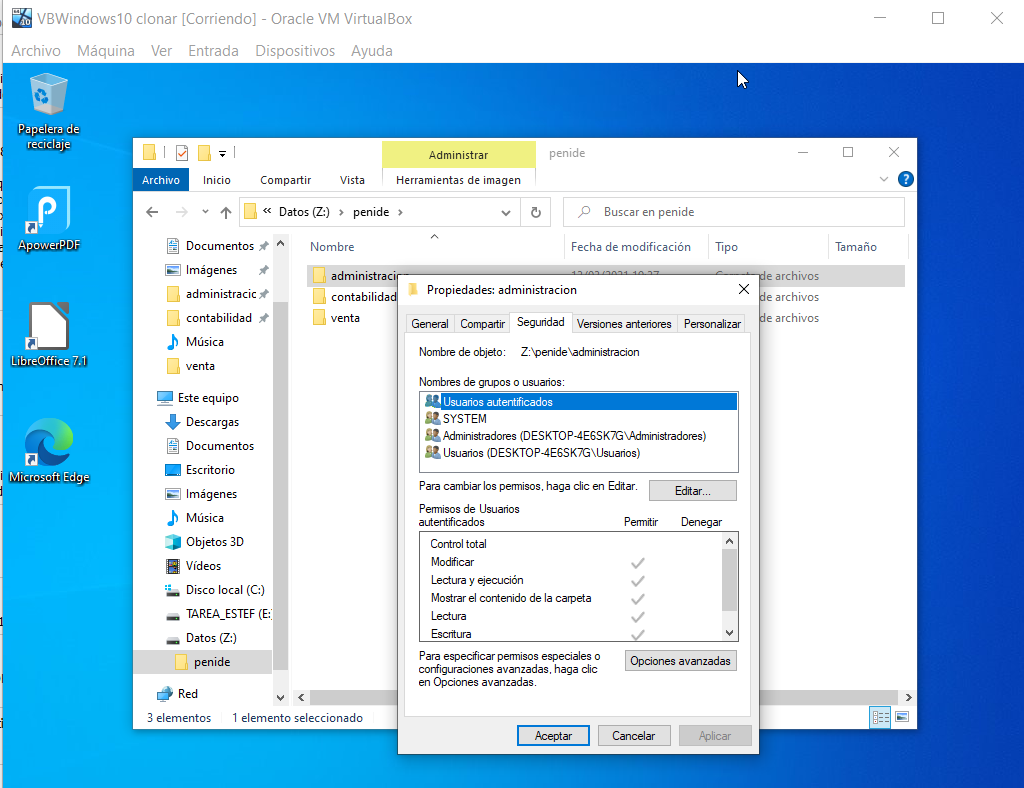 VBWindows10 clonar [Corriendo] - Oracle VM VirtualBox
Archivo Máquina Ver Entrada Dispositivos Ayuda
Papelera de
reciclaje
ApowerPDF
LibreOffice 7.1
Microsoft Edge
Administrar penide
Archivo Inicio Compartir Vista Herramientas de imagen
« Datos (Z:) > penide > Buscar en penide
Nombre Fecha de modificación Tipo Tamaño
Documentos
Imágenes
administracic
contabilidad
Música
venta
Este equipo
Descargas
Documentos
Escritorio
Imágenes
Música
Objetos 3D
Vídeos
Disco local (C:)
TAREA_ESTEF (E:
Datos (Z:)
penide
Red
administracion
contabilidad de archivos
venta de archivos
de archivos
3 elementos 1 elemento seleccionado
Propiedades: administracion
General Compartir Seguridad Versiones anteriores Personalizar
Nombre de objeto: Z:\penide\administracion
Nombres de grupos o usuarios:
Usuarios autentificados
SYSTEM
Administradores (DESKTOP-4E6SK7G\Administradores)
Usuarios (DESKTOP-4E6SK7G\Usuarios)
Para cambiar los permisos, haga clic en Editar. Editar...
Permisos de Usuarios
autentificados Permitir Denegar
Control total
Modificar
Lectura y ejecución
Mostrar el contenido de la carpeta
Lectura
Escritura
Para especificar permisos especiales o
configuraciones avanzadas, haga clic
en Opciones avanzadas.
Opciones avanzadas
Aceptar Cancelar Aplicar